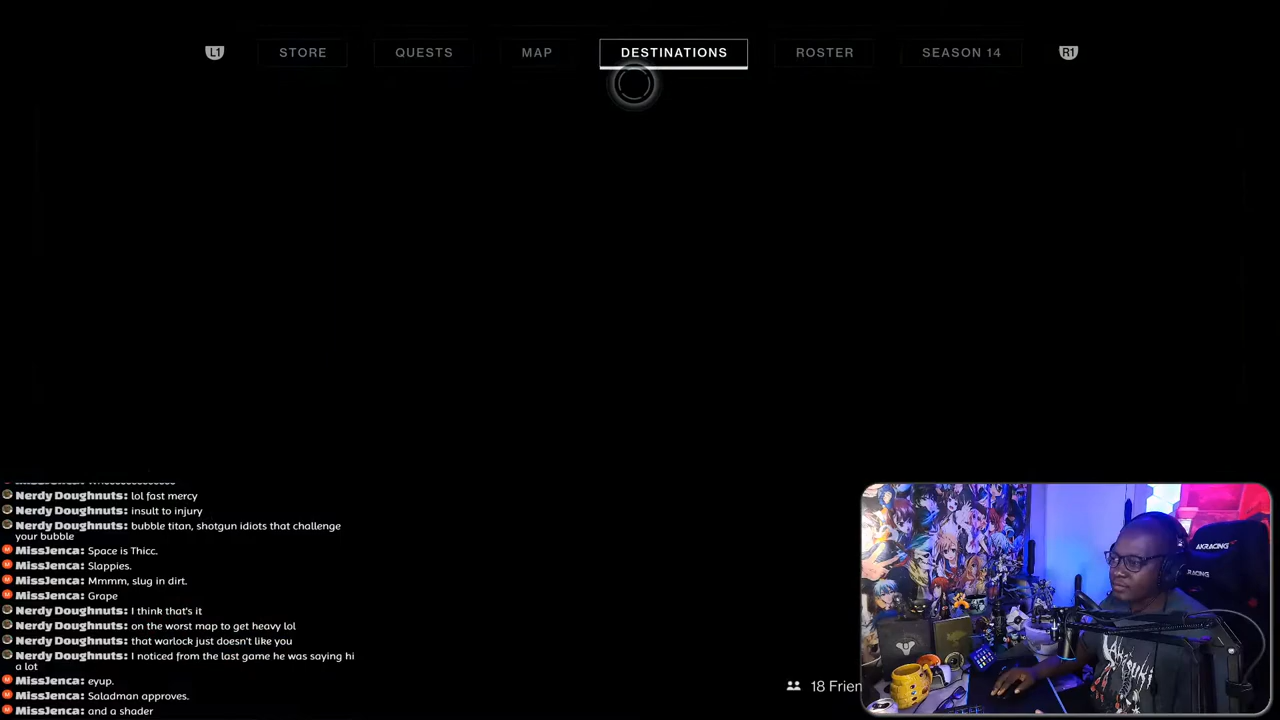 L1 STORE QUESTS MAP DESTINATIONS ROSTER SEASON 14 R1
Nerdy Doughnuts: lol fast mercy
Nerdy Doughnuts: insult to injury
Nerdy Doughnuts: bubble titan, shotgun idiots that challenge
your bubble
MissJenca: Space is Thicc.
MissJenca: Slappies.
MissJenca: Mmmm, slug in dirt.
MissJenca: Grape
Nerdy Doughnuts: I think that's it
Nerdy Doughnuts: on the worst map to get heavy lol
Nerdy Doughnuts: that warlock just doesn't like you
Nerdy Doughnuts: I noticed from the last game he was saying hi
a lot
MissJenca: eyup.
MissJenca: Saladman approves.
MissJenca: and a shader
18 Frien
AKRACING
RACING